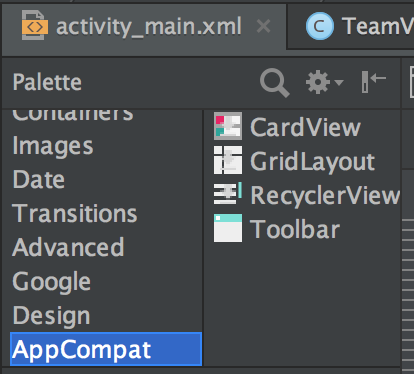 activity_main.xml
C TeamV
Palette
Containers
Images
Date
Transitions
Advanced
Google
Design
AppCompat
CardView
GridLayout
RecyclerView
Toolbar